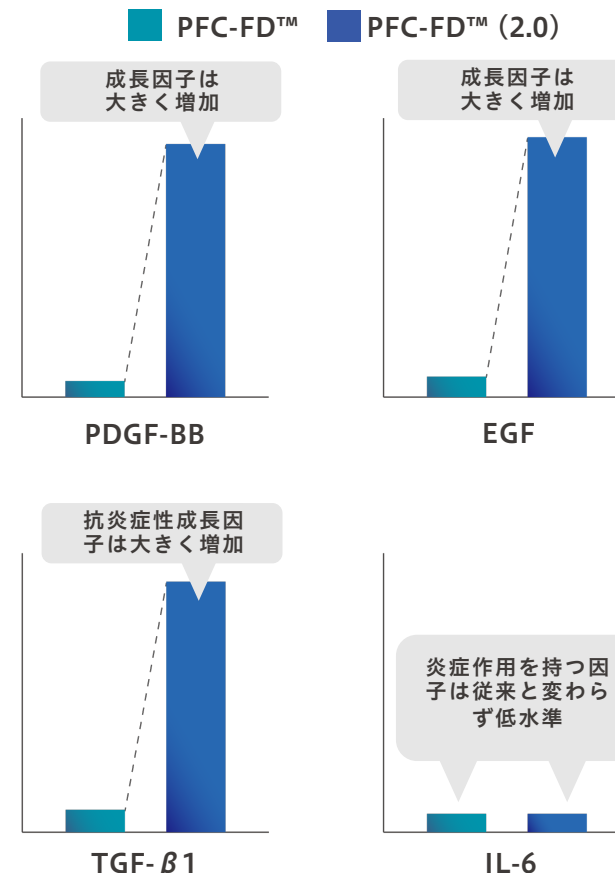 PFC-FD™ PFC-FD™（2.0）
成長因子は
大きく増加
成長因子は
大きく増加
PDGF-BB
EGF
抗炎症性成長因
子は大きく増加
炎症作用を持つ因
子は従来と変わら
ず低水準
TGF-β1
IL-6